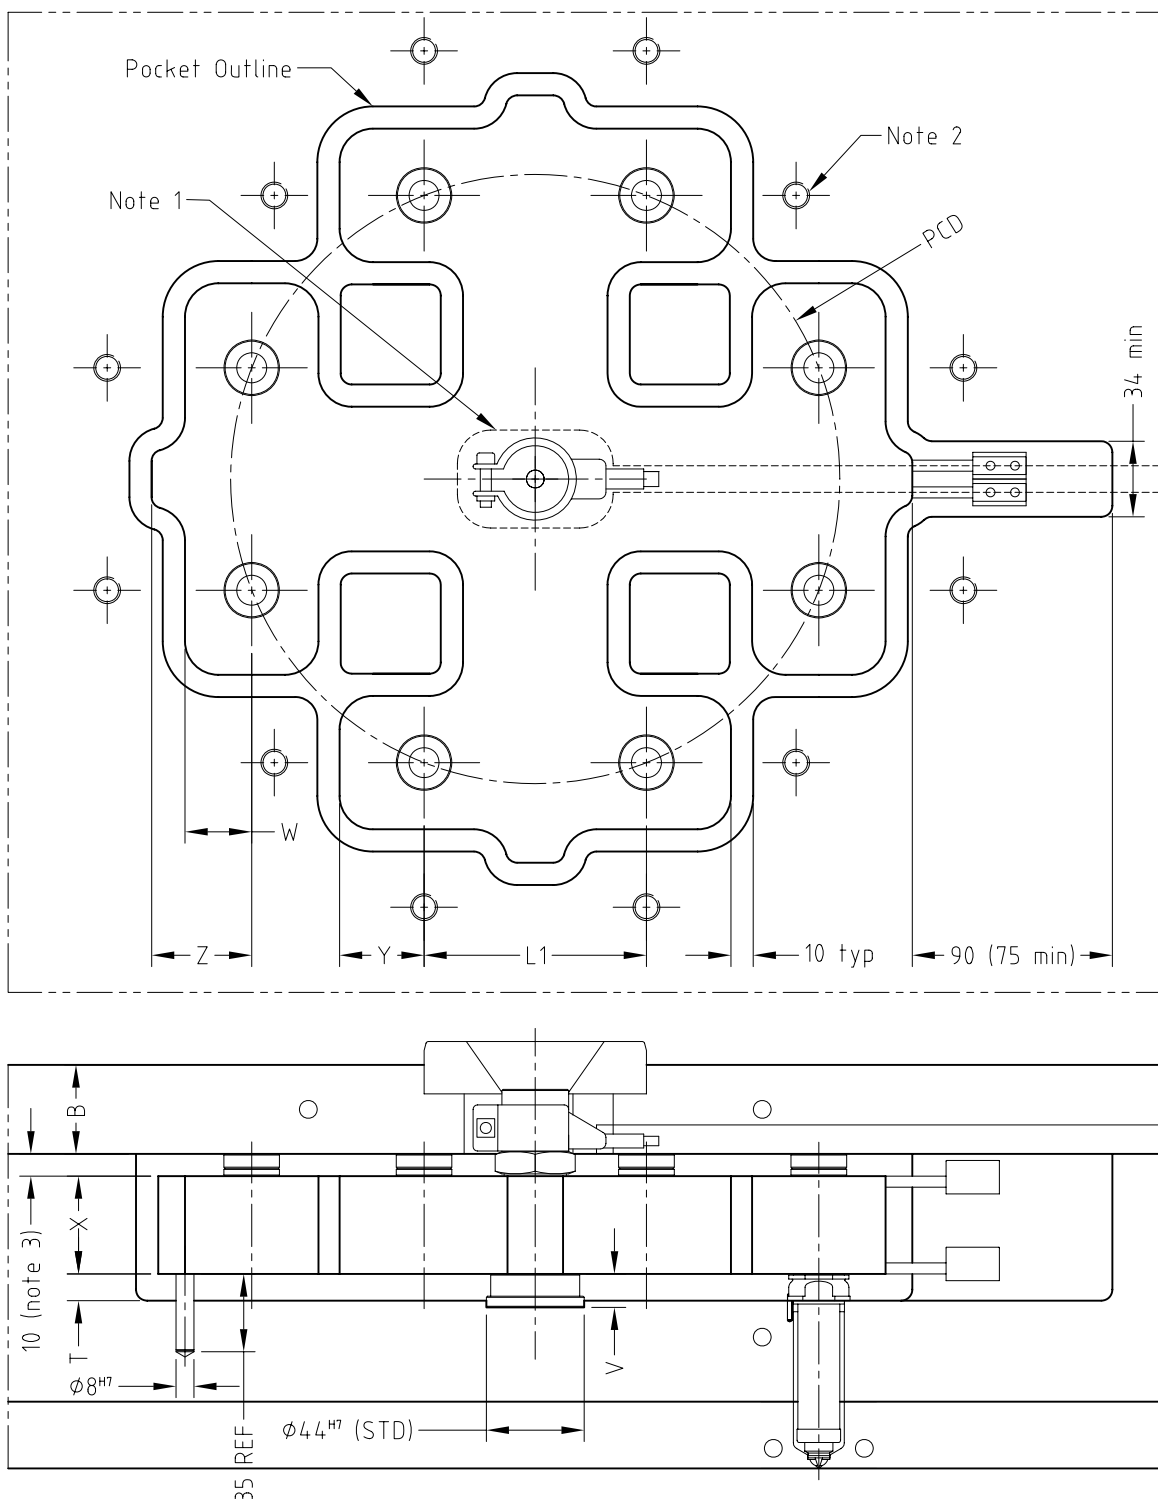 Pocket Outline
Note 2
Note 1
PCD
34 min
W
Z
Y
L1
10 typ
90 (75 min)
B
X
10 (note 3)
T
V
Ø8H7
Ø44H7 (STD)
35 REF